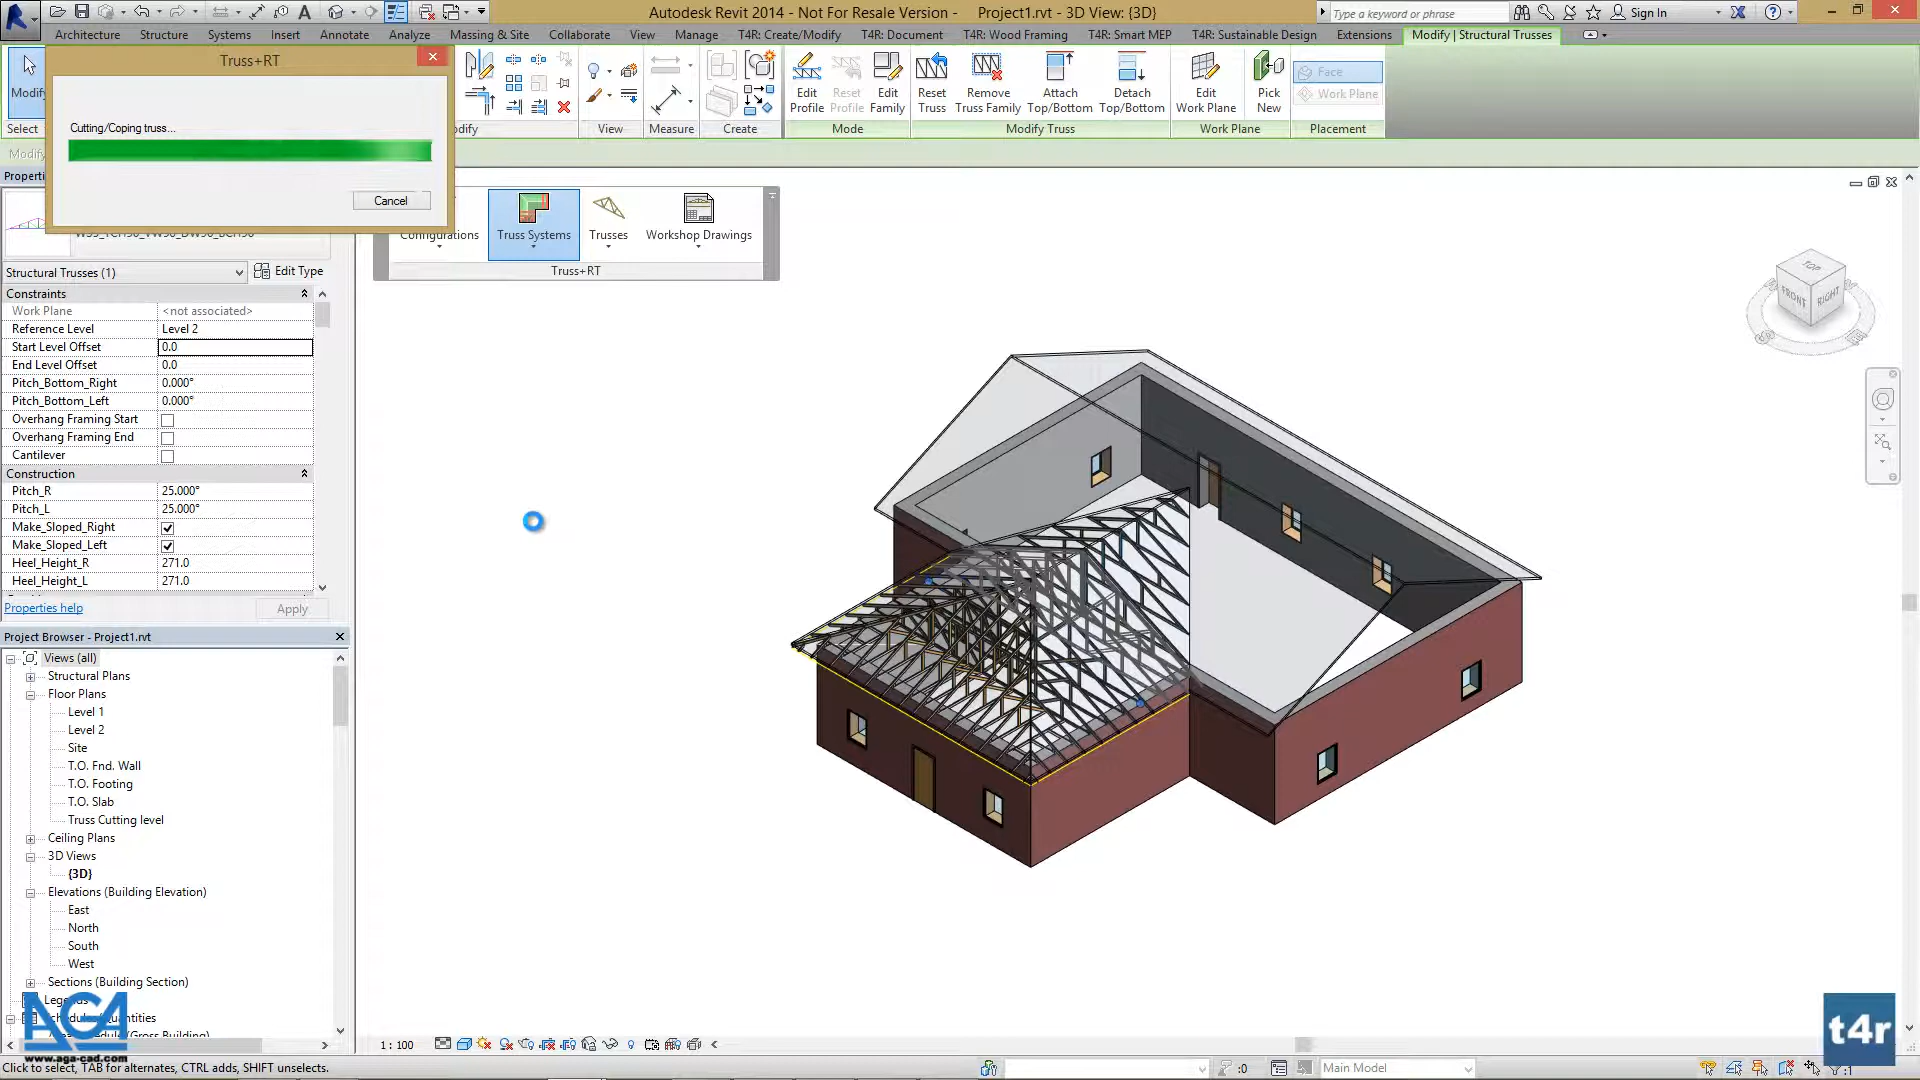 Autodesk Revit 2014 - Not For Resale Version - Project1.rvt - 3D View: {3D}
Type a keyword or phrase
Sign In
Architecture Structure Systems Insert Annotate Analyze Massing & Site Collaborate View Manage T4R: Create/Modify T4R: Document T4R: Wood Framing T4R: Smart MEP T4R: Sustainable Design Extensions Modify | Structural Trusses
Truss+RT
Cutting/Coping truss...
Cancel
Modify
Select
View
Measure
Create
Edit Profile
Reset Profile
Edit Family
Mode
Reset Truss
Remove Truss Family
Attach Top/Bottom
Detach Top/Bottom
Modify Truss
Edit Work Plane
Pick New
Work Plane
Face
Work Plane
Placement
Configurations
Truss Systems
Trusses
Workshop Drawings
Truss+RT
Structural Trusses (1)
Edit Type
Constraints
Work Plane <not associated>
Reference Level Level 2
Start Level Offset 0.0
End Level Offset 0.0
Pitch_Bottom_Right 0.000°
Pitch_Bottom_Left 0.000°
Overhang Framing Start
Overhang Framing End
Cantilever
Construction
Pitch_R 25.000°
Pitch_L 25.000°
Make_Sloped_Right
Make_Sloped_Left
Heel_Height_R 271.0
Heel_Height_L 271.0
Properties help
Apply
Project Browser - Project1.rvt
Views (all)
Structural Plans
Floor Plans
Level 1
Level 2
Site
T.O. Fnd. Wall
T.O. Footing
T.O. Slab
Truss Cutting level
Ceiling Plans
3D Views
{3D}
Elevations (Building Elevation)
East
North
South
West
Sections (Building Section)
AGA
www.aga-cad.com
TOP
FRONT
RIGHT
1 : 100
t4r
Click to select, TAB for alternates, CTRL adds, SHIFT unselects.
:0
Main Model
:1